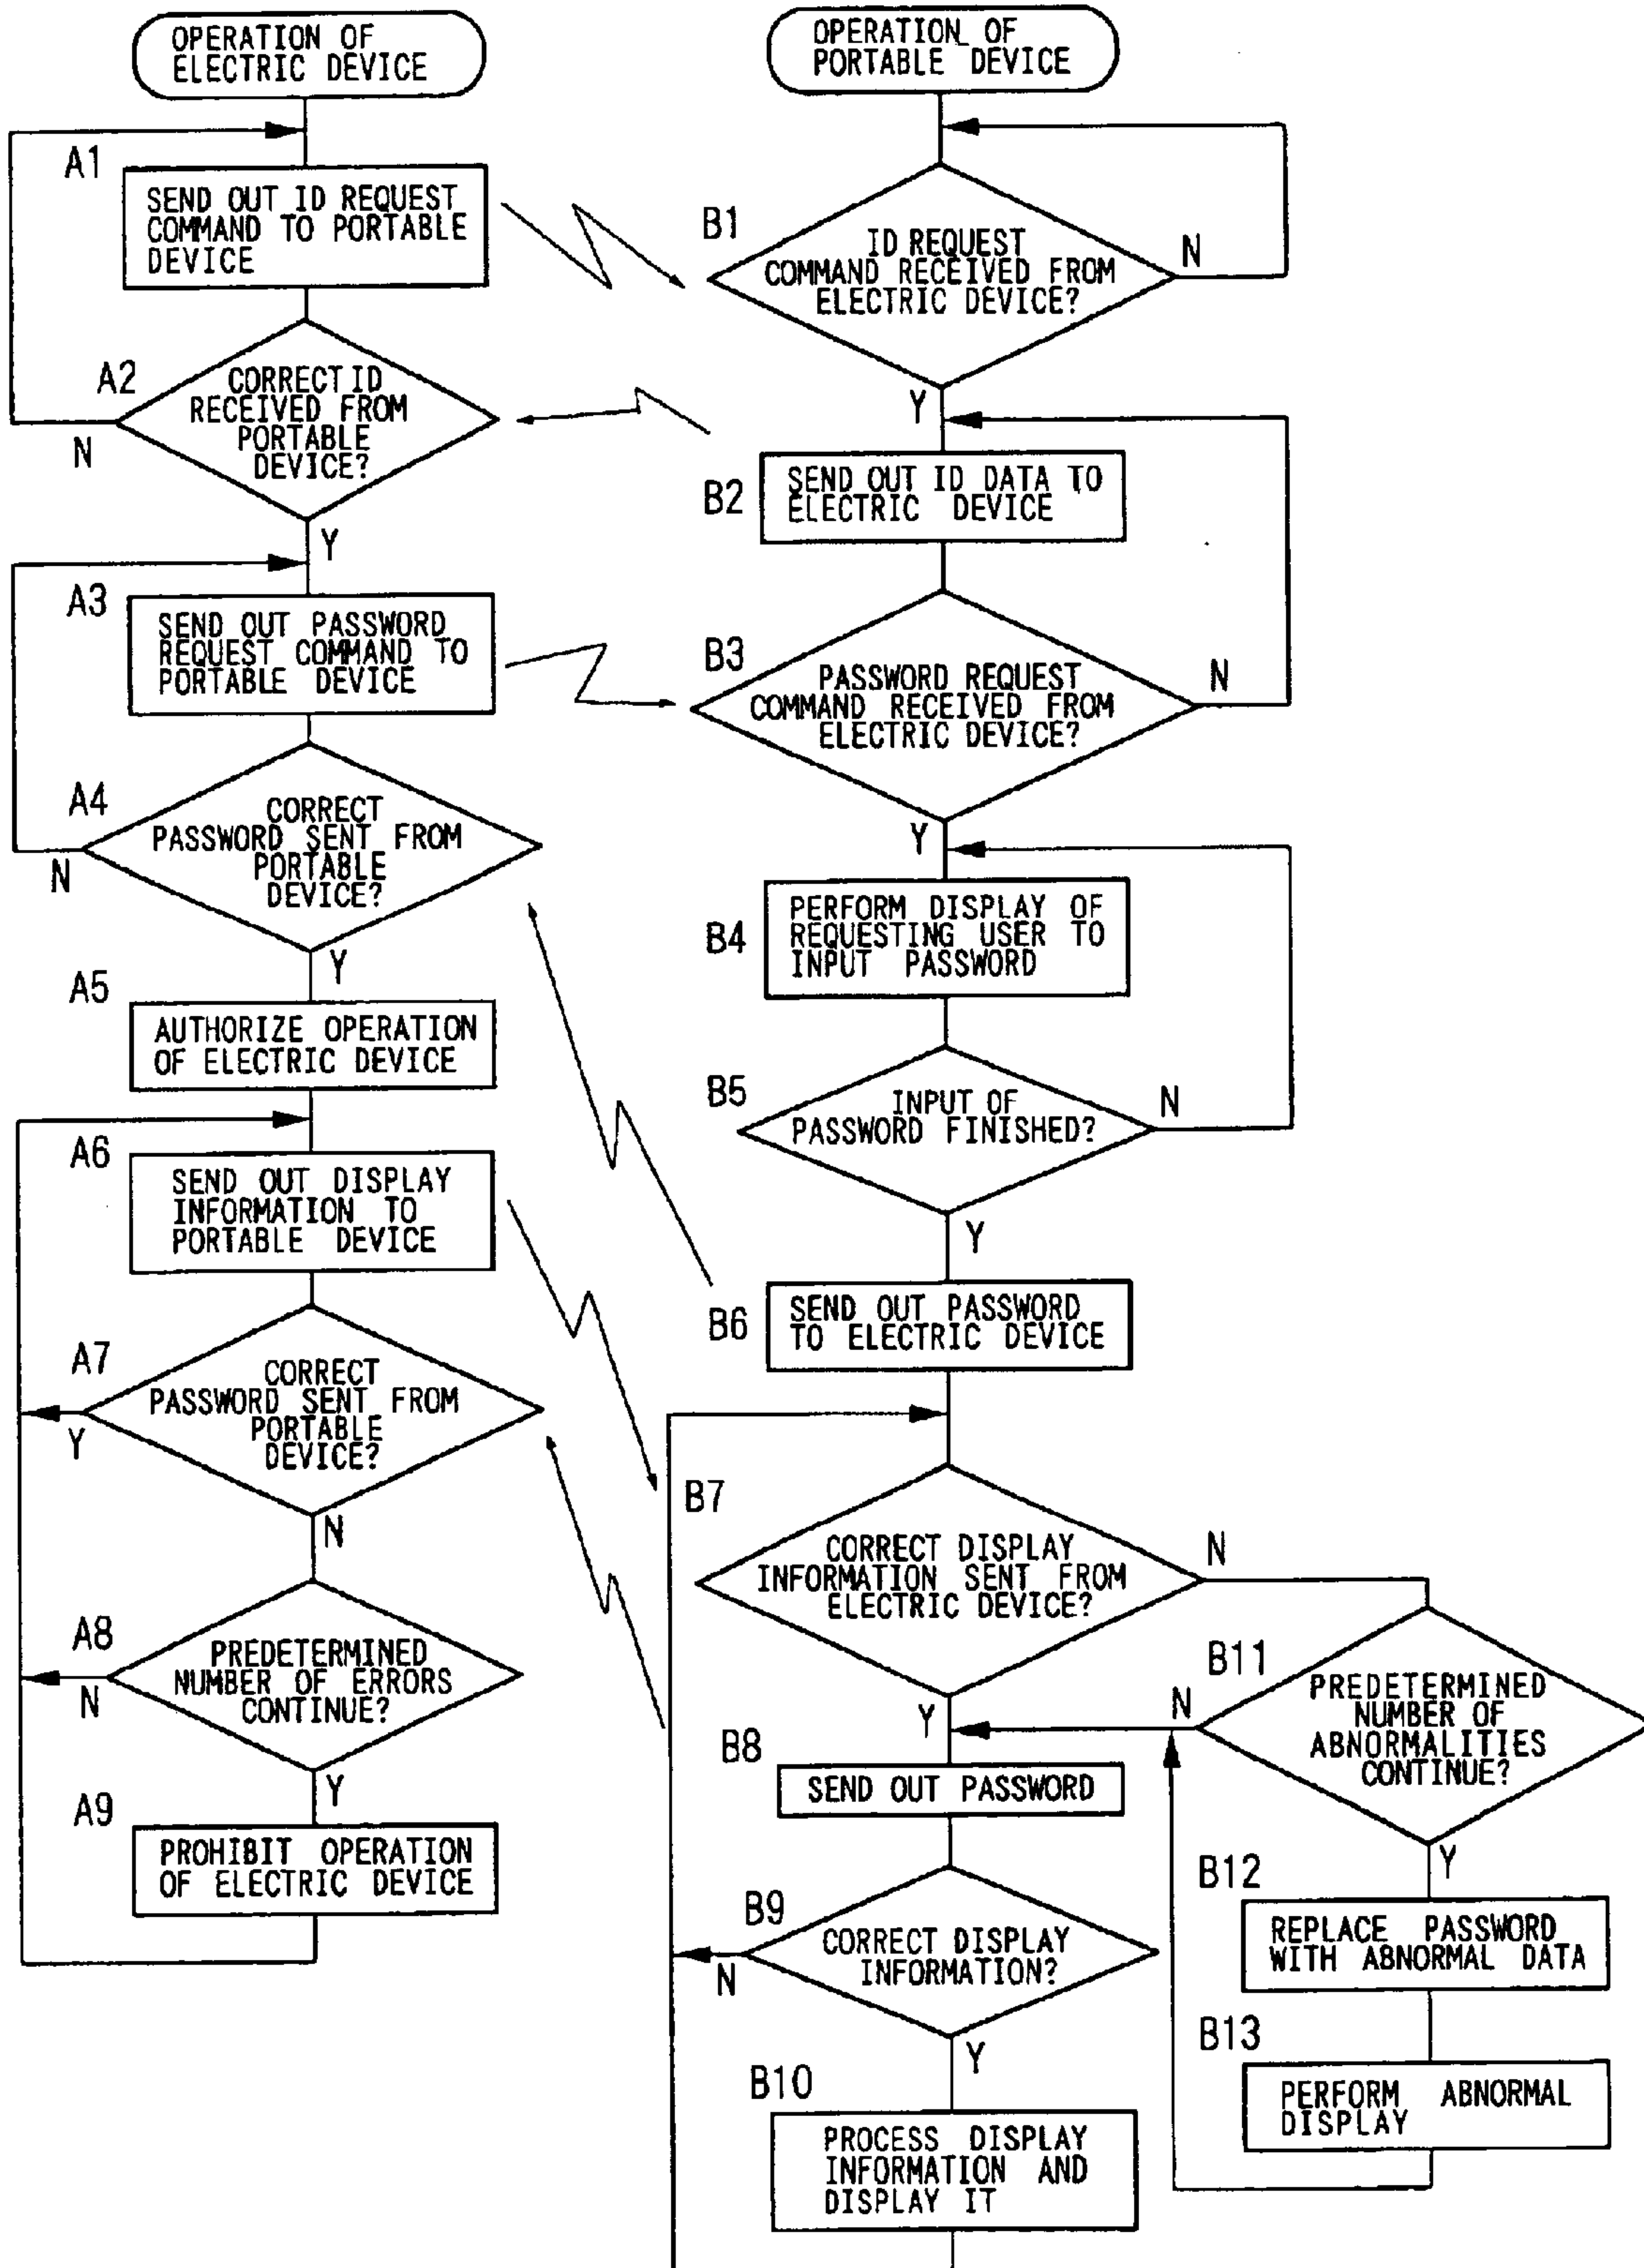 OPERATION OF
ELECTRIC DEVICE
A1
SEND OUT ID REQUEST
COMMAND TO PORTABLE
DEVICE
A2
CORRECT ID
RECEIVED FROM
PORTABLE
DEVICE?
N
Y
A3
SEND OUT PASSWORD
REQUEST COMMAND TO
PORTABLE DEVICE
A4
CORRECT
PASSWORD SENT FROM
PORTABLE
DEVICE?
N
Y
A5
AUTHORIZE OPERATION
OF ELECTRIC DEVICE
A6
SEND OUT DISPLAY
INFORMATION TO
PORTABLE DEVICE
A7
CORRECT
PASSWORD SENT FROM
PORTABLE
DEVICE?
Y
N
A8
PREDETERMINED
NUMBER OF ERRORS
CONTINUE?
N
Y
A9
PROHIBIT OPERATION
OF ELECTRIC DEVICE
OPERATION OF
PORTABLE DEVICE
B1
ID REQUEST
COMMAND RECEIVED FROM
ELECTRIC DEVICE?
N
Y
B2
SEND OUT ID DATA TO
ELECTRIC DEVICE
B3
PASSWORD REQUEST
COMMAND RECEIVED FROM
ELECTRIC DEVICE?
N
Y
B4
PERFORM DISPLAY OF
REQUESTING USER TO
INPUT PASSWORD
B5
INPUT OF
PASSWORD FINISHED?
N
Y
B6
SEND OUT PASSWORD
TO ELECTRIC DEVICE
B7
CORRECT DISPLAY
INFORMATION SENT FROM
ELECTRIC DEVICE?
N
Y
B8
SEND OUT PASSWORD
B9
CORRECT DISPLAY
INFORMATION?
N
Y
B10
PROCESS DISPLAY
INFORMATION AND
DISPLAY IT
B11
PREDETERMINED
NUMBER OF
ABNORMALITIES
CONTINUE?
N
Y
B12
REPLACE PASSWORD
WITH ABNORMAL DATA
B13
PERFORM ABNORMAL
DISPLAY